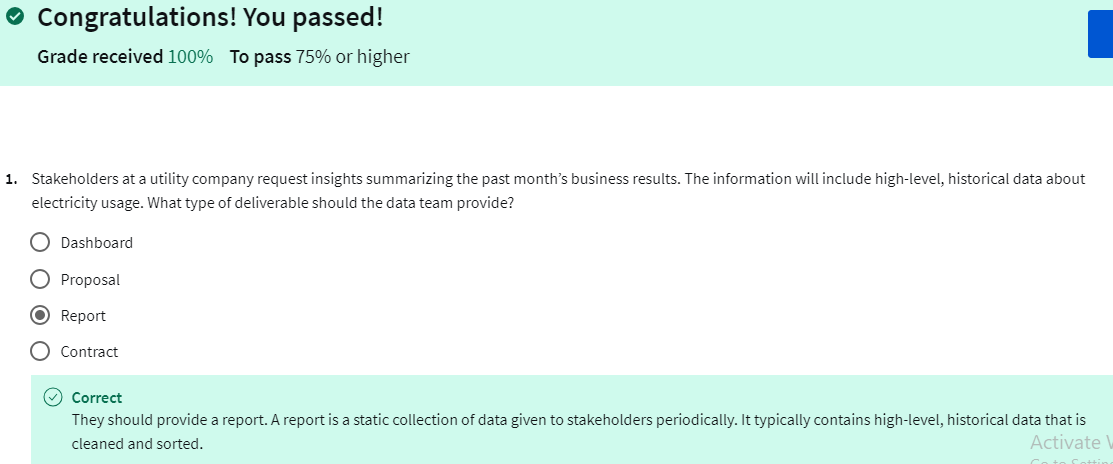 Congratulations! You passed!
Grade received 100% To pass 75% or higher
1. Stakeholders at a utility company request insights summarizing the past month’s business results. The information will include high-level, historical data about
electricity usage. What type of deliverable should the data team provide?
Dashboard
Proposal
Report
Contract
Correct
They should provide a report. A report is a static collection of data given to stakeholders periodically. It typically contains high-level, historical data that is
cleaned and sorted.
Activate
Go to